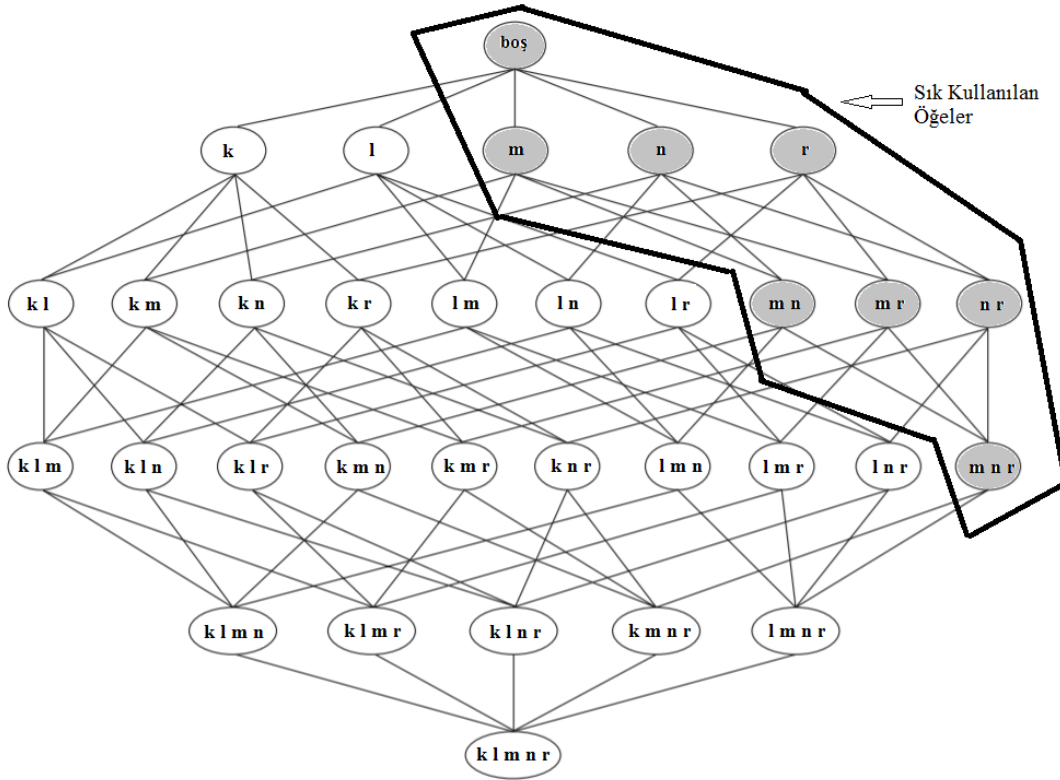 boş
Sık Kullanılan
Öğeler
k
l
m
n
r
k l
k m
k n
k r
l m
l n
l r
m n
m r
n r
k l m
k l n
k l r
k m n
k m r
k n r
l m n
l m r
l n r
m n r
k l m n
k l m r
k l n r
k m n r
l m n r
k l m n r